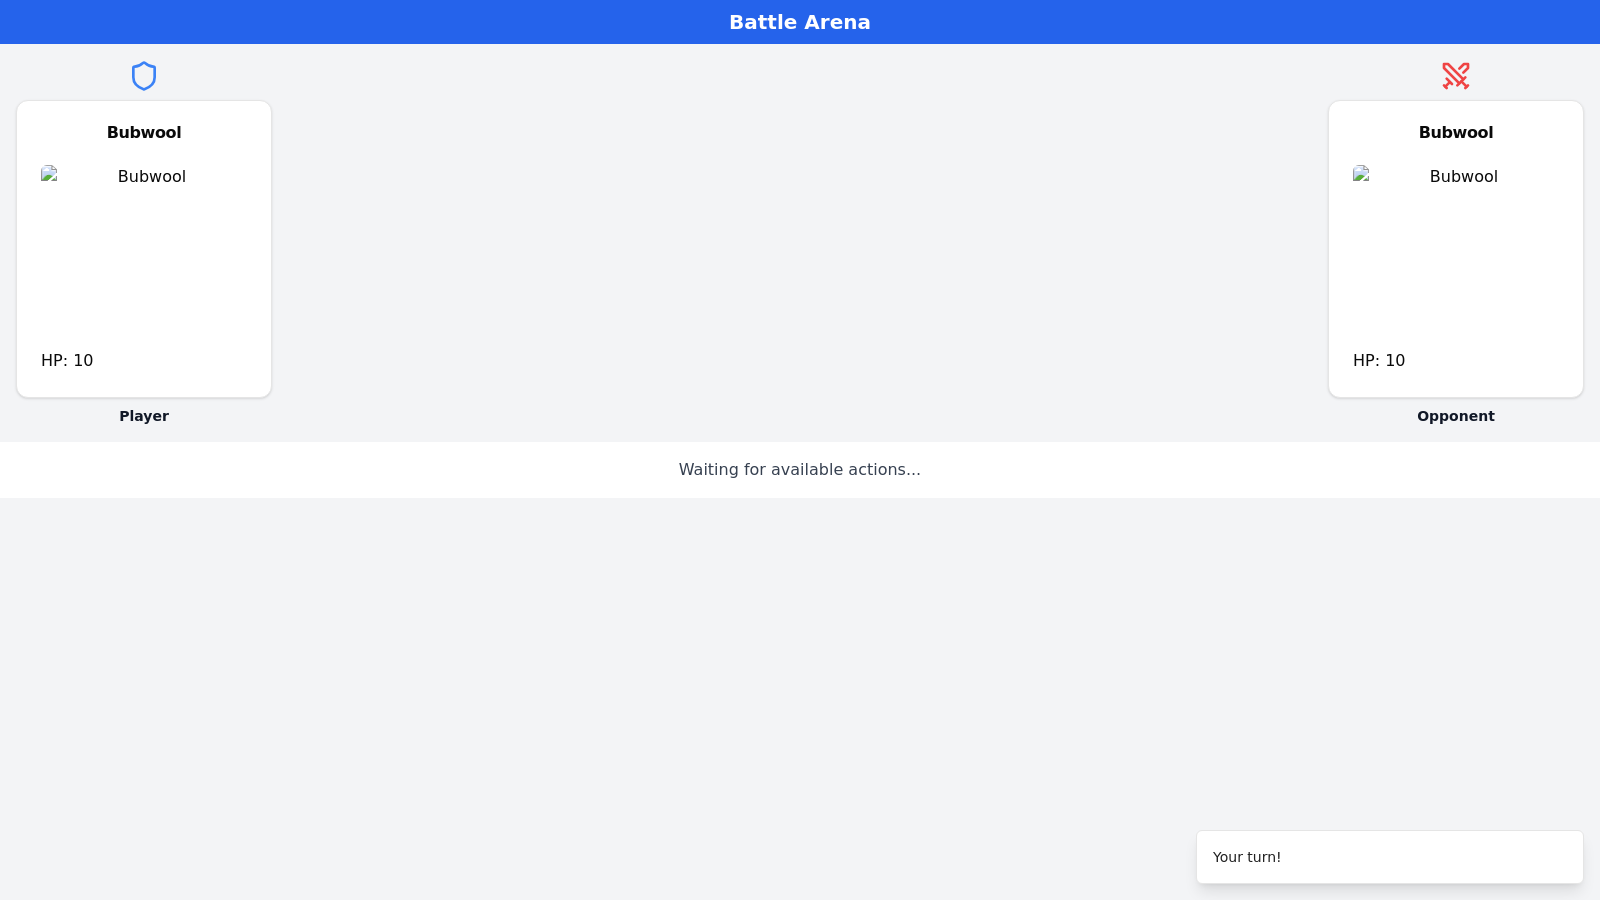 Battle Arena
Bubwool
Bubwool
HP: 10
Player
Bubwool
Bubwool
HP: 10
Opponent
Waiting for available actions...
Your turn!